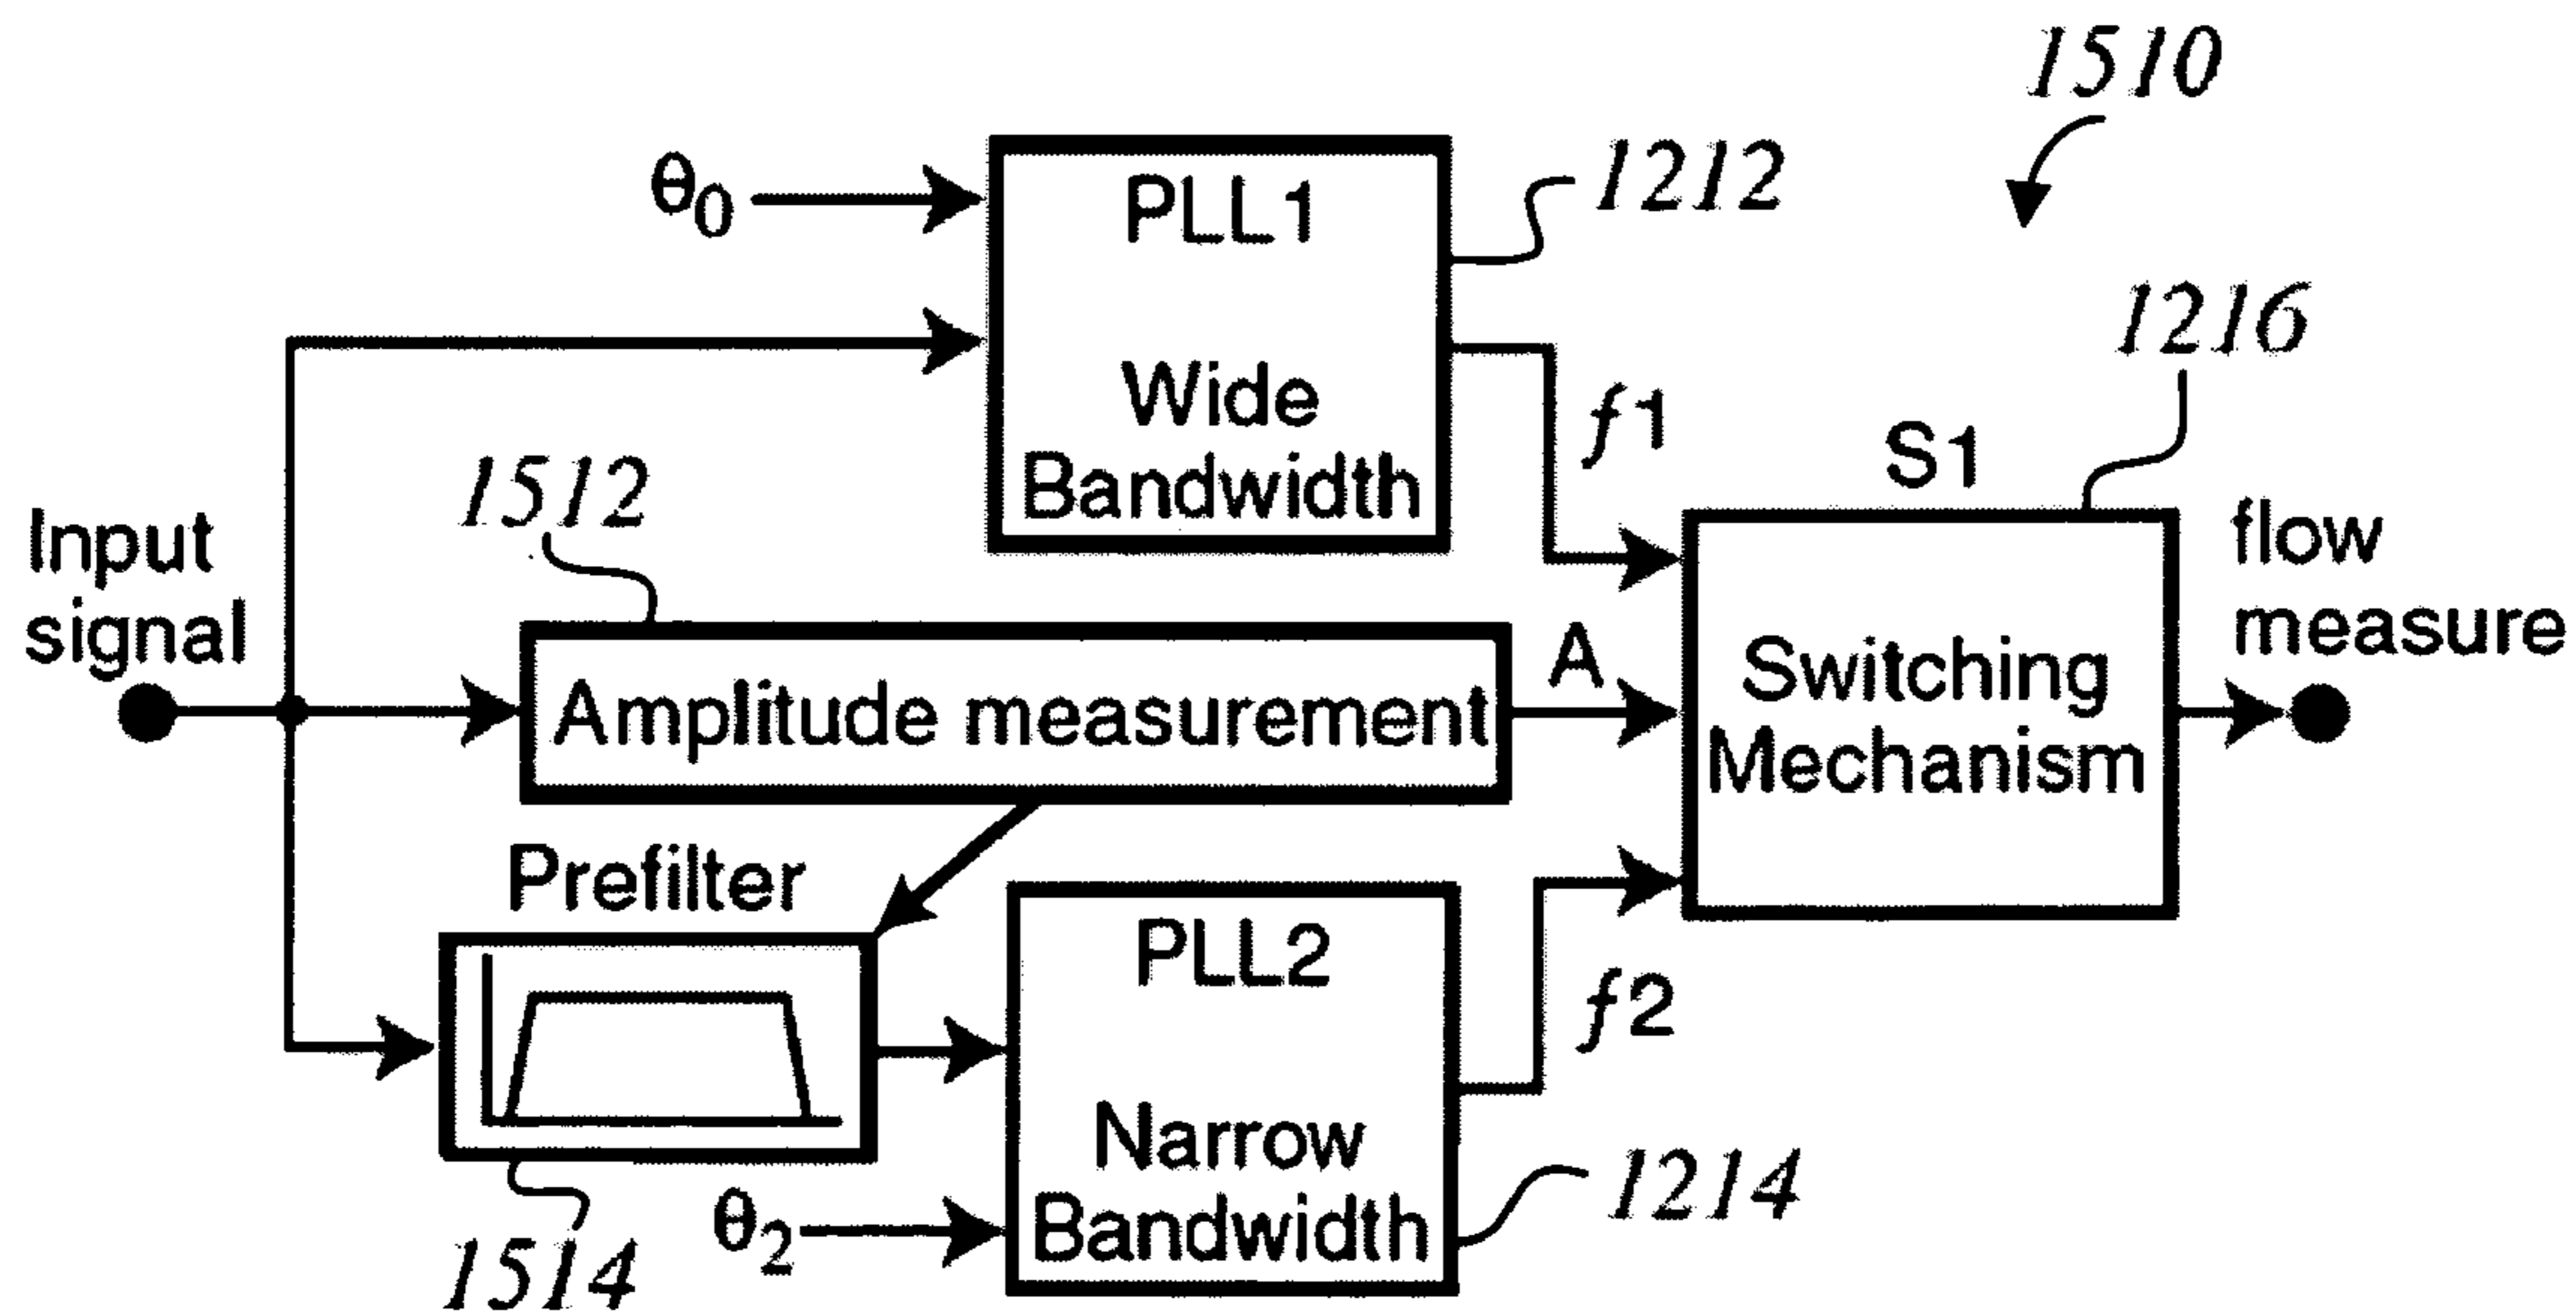 1510
θ0
PLL1
Wide
Bandwidth
1212
1216
f1
S1
1512
Input
signal
Amplitude measurement
A
Switching
Mechanism
flow
measure
Prefilter
PLL2
Narrow
Bandwidth
f2
1214
θ2
1514